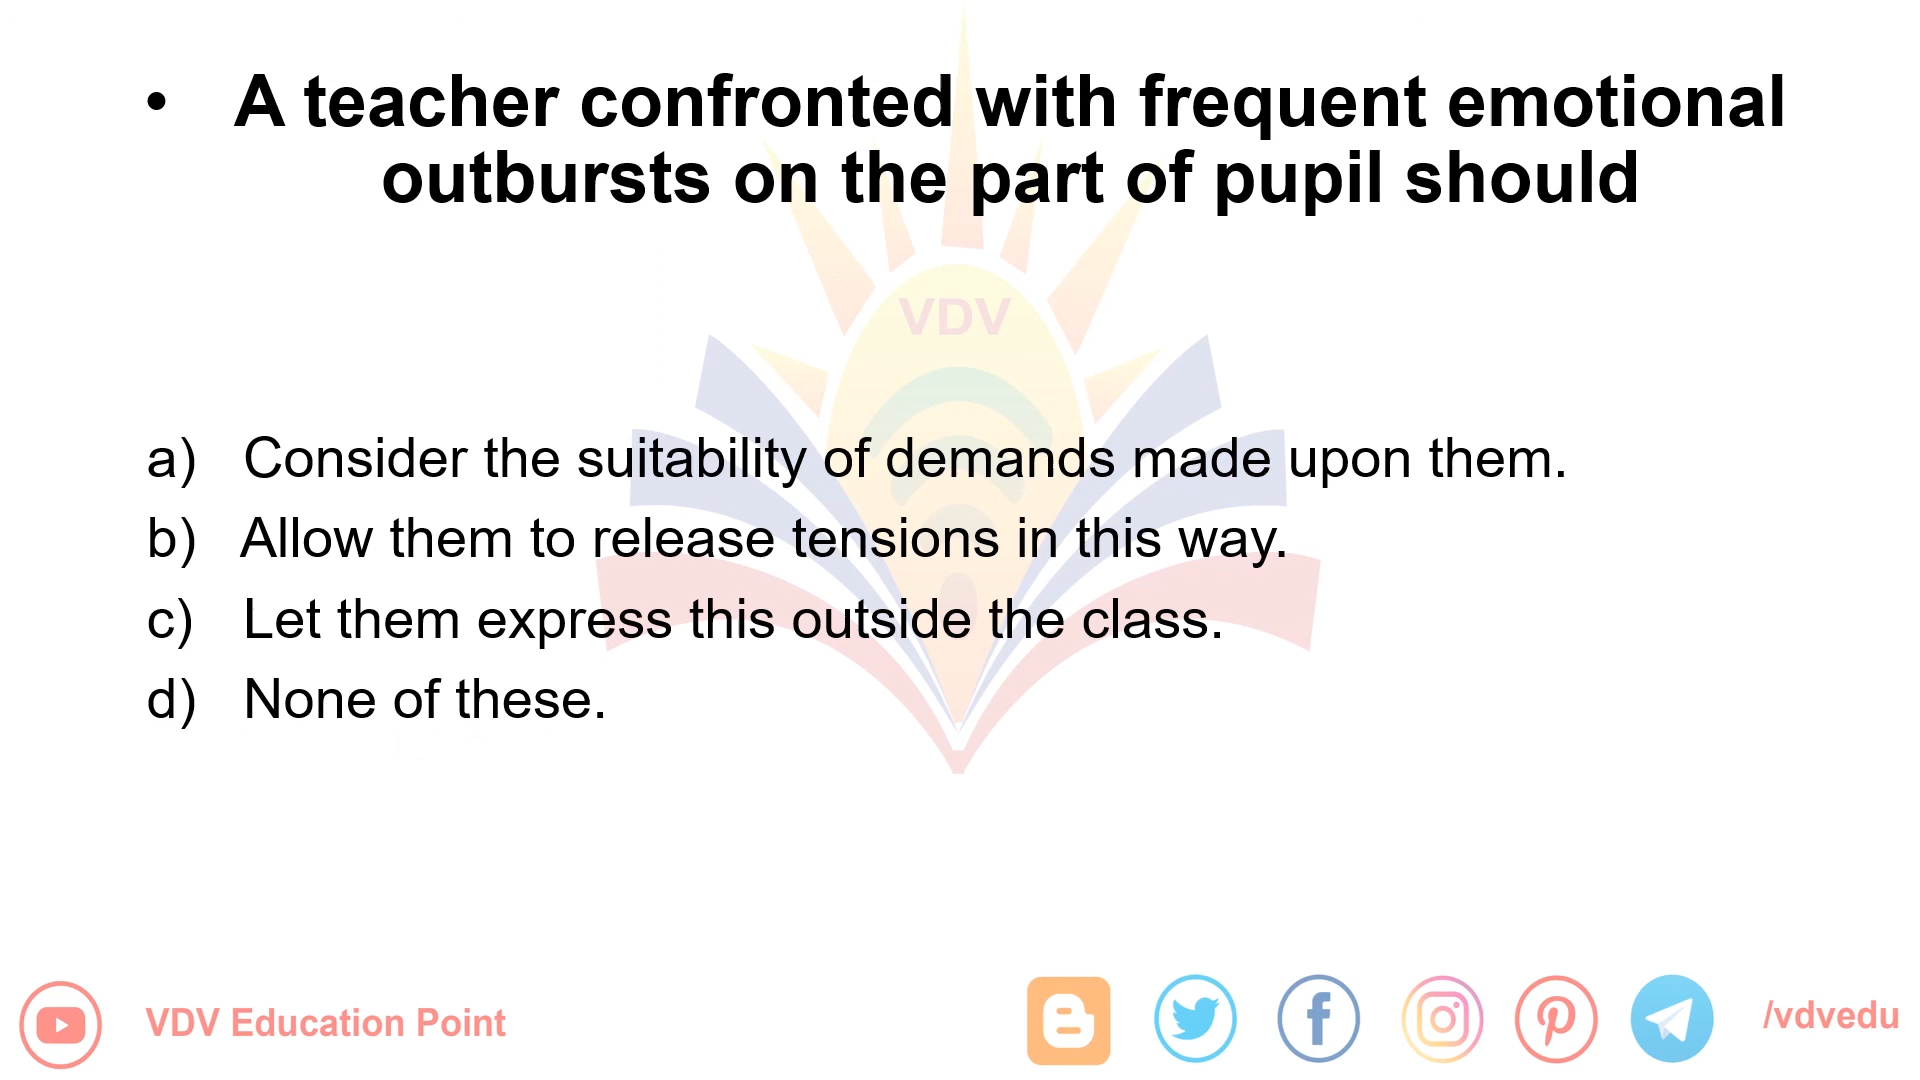 • A teacher confronted with frequent emotional
outbursts on the part of pupil should
VDV
a) Consider the suitability of demands made upon them.
b) Allow them to release tensions in this way.
c) Let them express this outside the class.
d) None of these.
VDV Education Point
/vdvedu